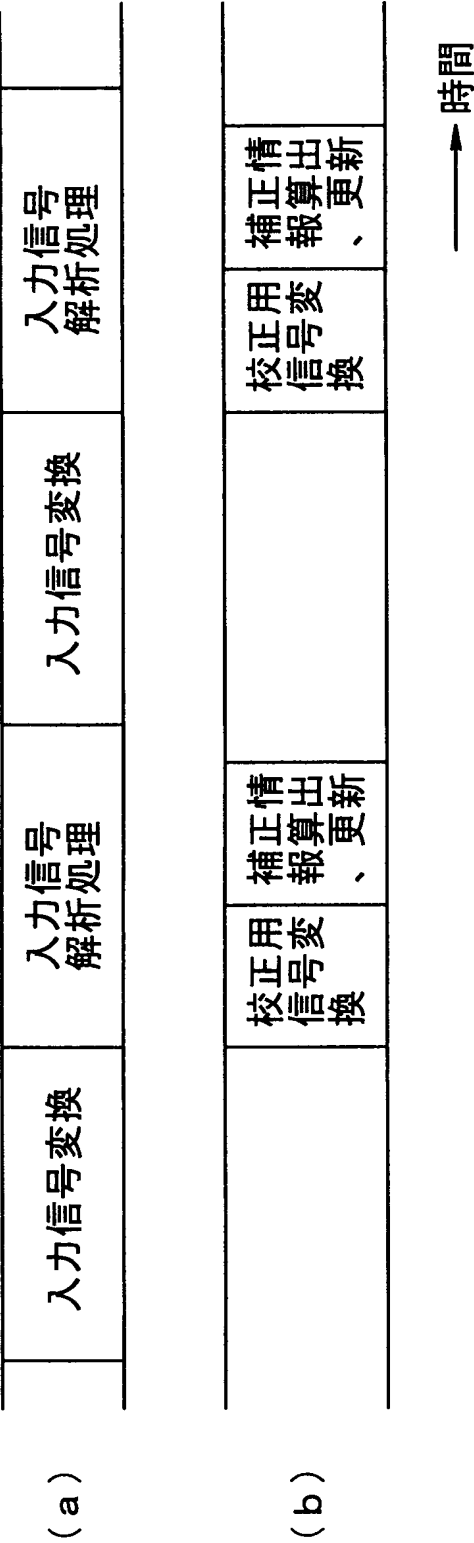 (a)
入力信号変換
入力信号
解析処理
入力信号変換
入力信号
解析処理
(b)
校正用
信号変
換
補正情
報算出
、更新
校正用
信号変
換
補正情
報算出
、更新
時間